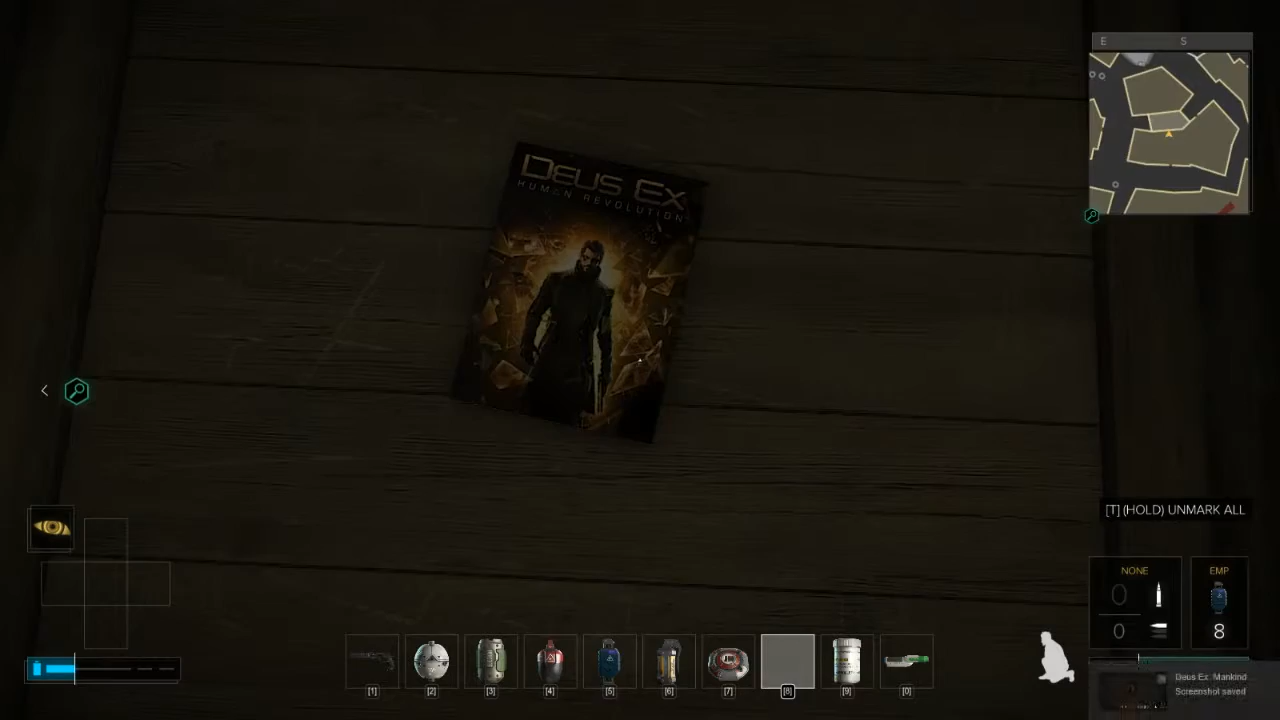 E S
DEUS EX
HUMAN REVOLUTION
[T] (HOLD) UNMARK ALL
NONE
EMP
0
0
8
[1] [2] [3] [4] [5] [6] [7] [8] [9] [0]
Deus Ex: Mankind
Screenshot saved